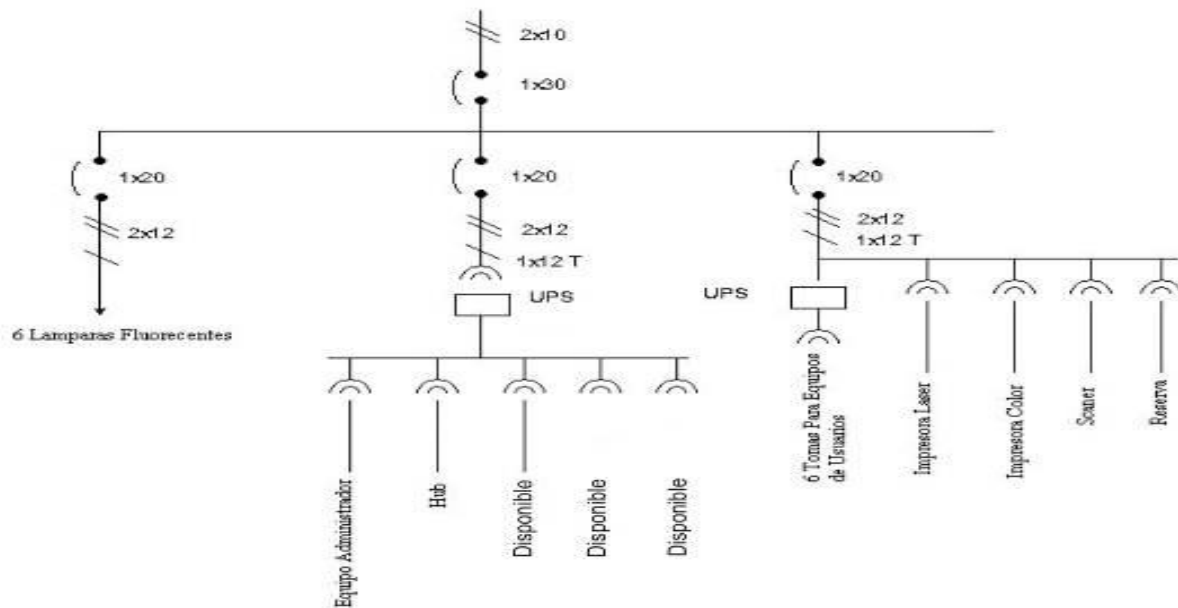 2x10
1x30
1x20
1x20
1x20
2x12
2x12
1x12 T
2x12
1x12 T
UPS
UPS
6 Lamparas Fluorecentes
Equipo Administrador
Hub
Disponible
Disponible
Disponible
6 Tomas Para Equipos
de Usuarios
Impresora Laser
Impresora Color
Scaner
Reserva